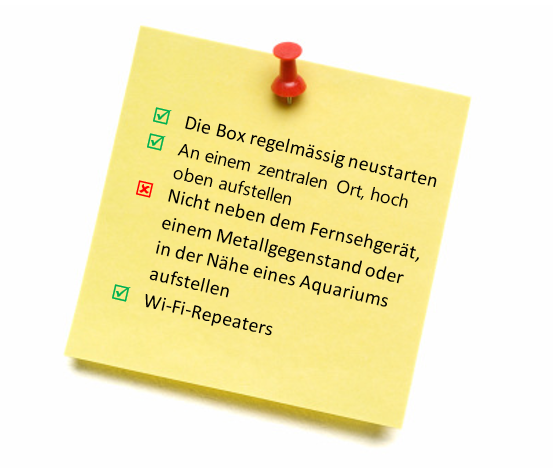 Die Box regelmässig neustarten
An einem zentralen Ort, hoch
oben aufstellen
Nicht neben dem Fernsehgerät,
einem Metallgegenstand oder
in der Nähe eines Aquariums
aufstellen
Wi-Fi-Repeaters